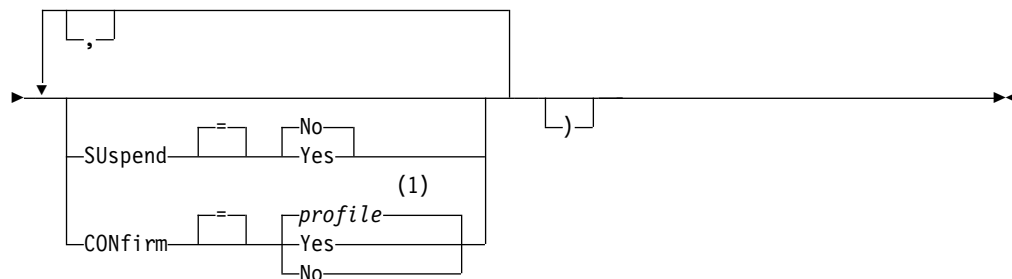 ,
)
= No
SUspend Yes
(1)
= profile
CONfirm Yes
No